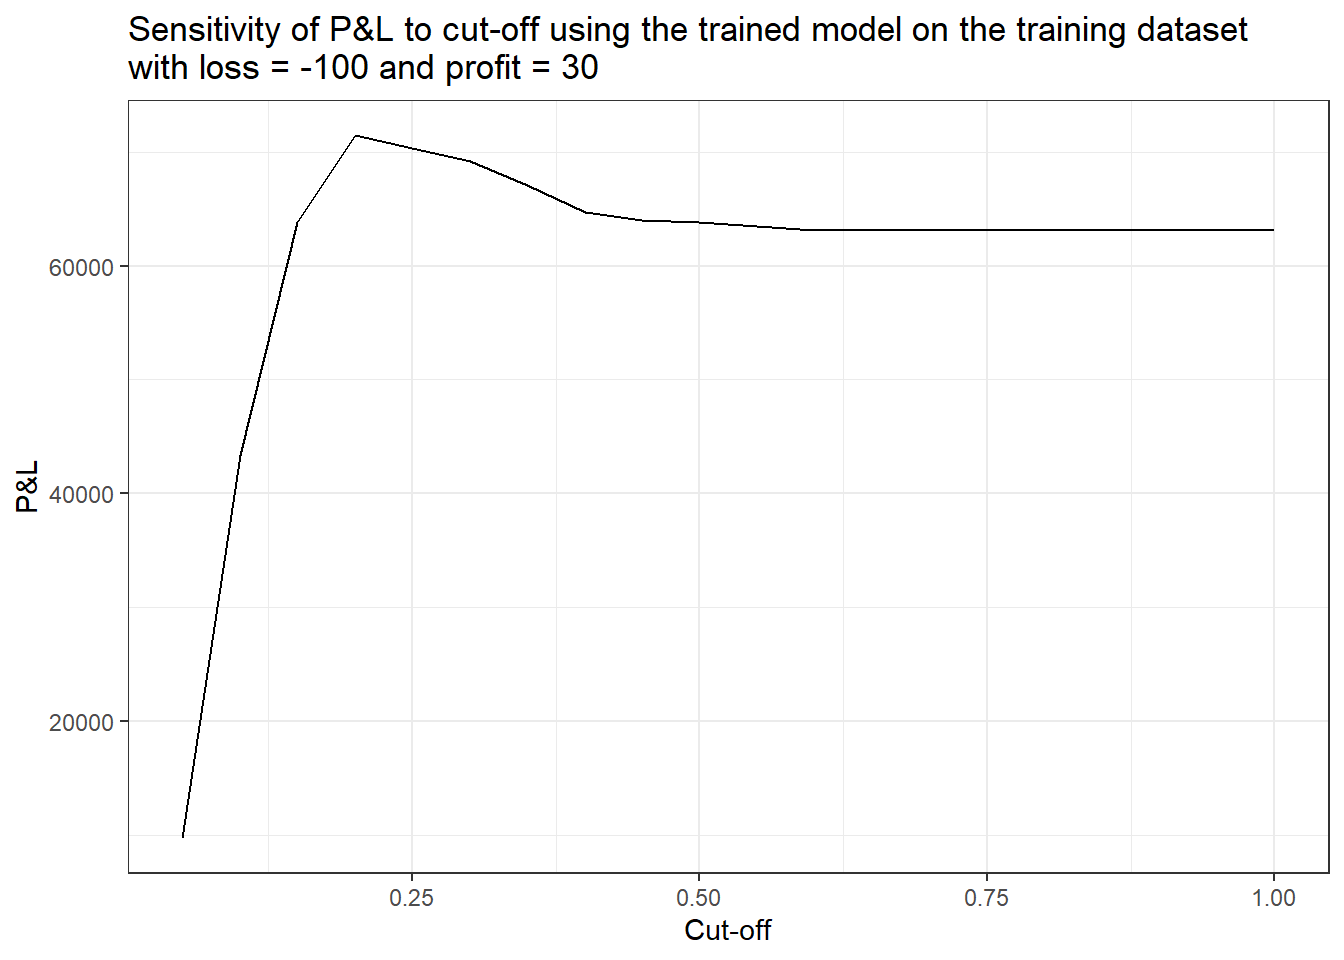 Sensitivity of P&L to cut-off using the trained model on the training dataset
with loss = -100 and profit = 30
P&L
60000
40000
20000
0.25 0.50 0.75 1.00
Cut-off